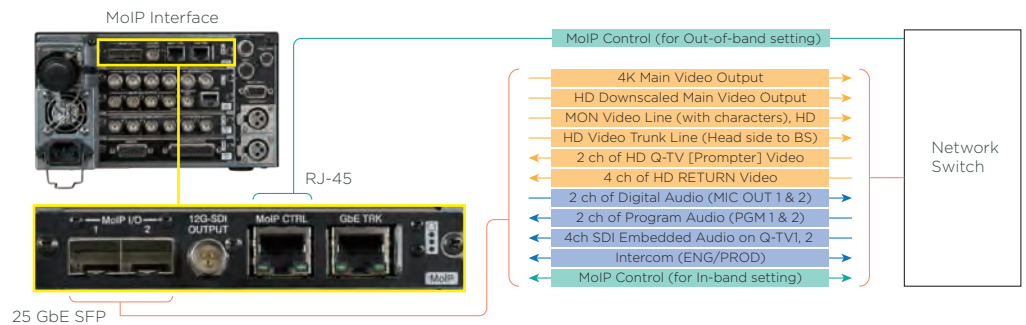 MoIP Interface
MoIP Control (for Out-of-band setting)
4K Main Video Output
HD Downscaled Main Video Output
MON Video Line (with characters), HD
HD Video Trunk Line (Head side to BS)
2 ch of HD Q-TV [Prompter] Video
4 ch of HD RETURN Video
2 ch of Digital Audio (MIC OUT 1 & 2)
2 ch of Program Audio (PGM 1 & 2)
4ch SDI Embedded Audio on Q-TV1, 2
Intercom (ENG/PROD)
MoIP Control (for In-band setting)
Network
Switch
RJ-45
MoIP I/O
1 2
12G-SDI
OUTPUT
MoIP CTRL
GbE TRK
MoIP
25 GbE SFP